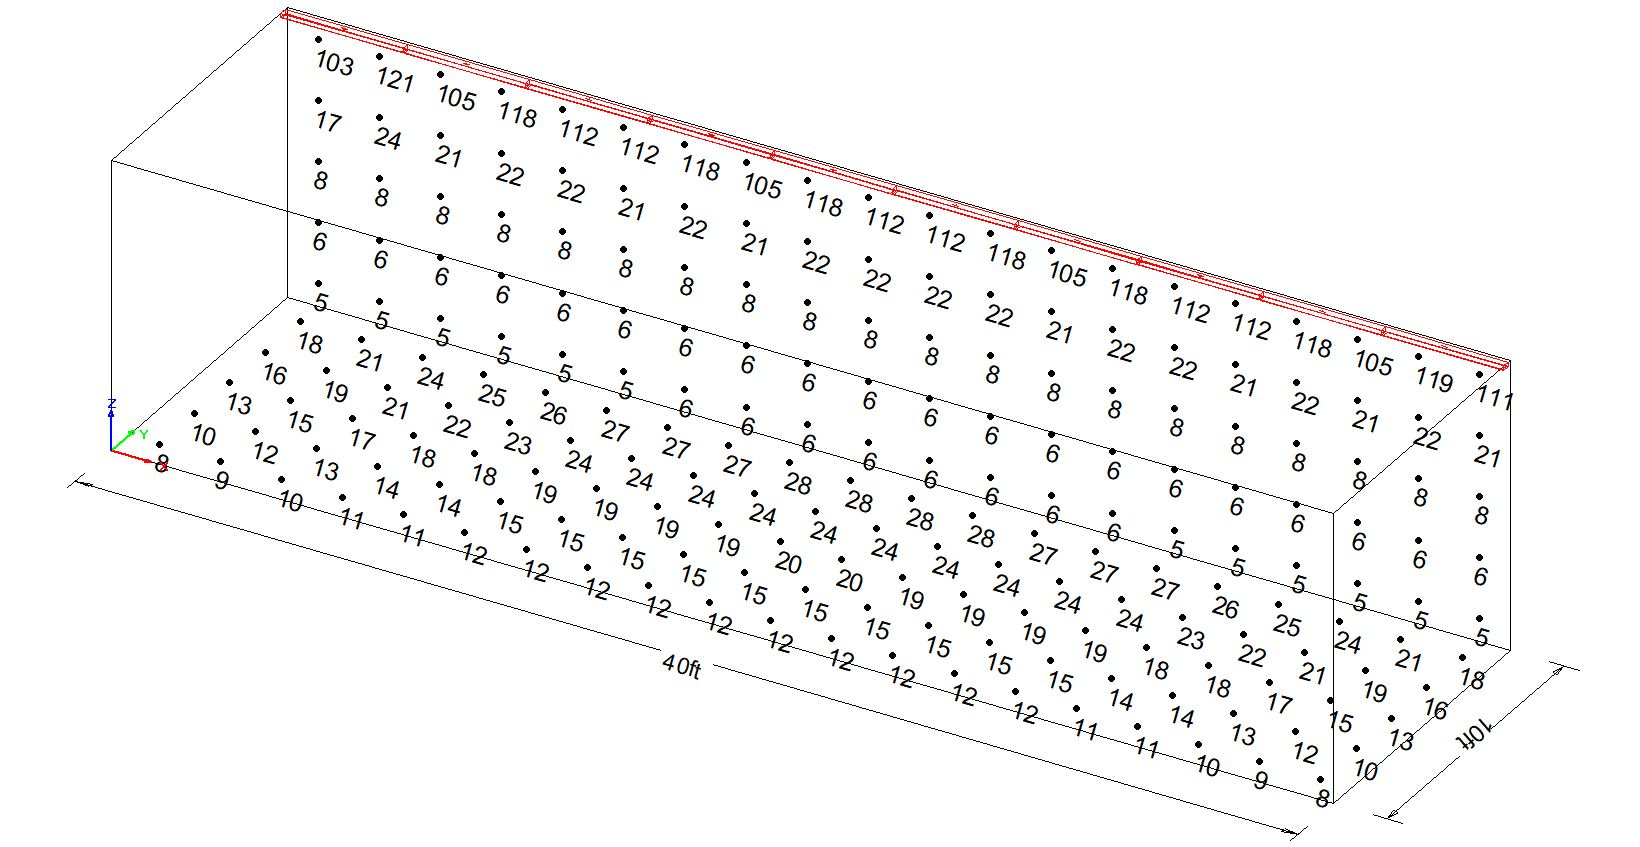 103 121 105 118 112 112 118 105 118 112 112 118 105 118 112 112 118 105 119 111
17 24 21 22 22 21 22 21 22 22 22 22 21 22 22 21 22 21 22 21
8 8 8 8 8 8 8 8 8 8 8 8 8 8 8 8 8 8 8 8
6 6 6 6 6 6 6 6 6 6 6 6 6 6 6 6 6 6 6 6
5 5 5 5 5 5 6 6 6 6 6 6 6 6 5 5 5 5 5 5
18 21 24 25 26 27 27 27 28 28 28 28 27 27 27 26 25 24 21 18
16 19 21 22 23 24 24 24 24 24 24 24 24 24 24 23 22 21 19 16
13 15 17 18 18 19 19 19 19 20 20 19 19 19 19 18 18 17 15 13
10 12 13 14 14 15 15 15 15 15 15 15 15 15 15 14 14 13 12 10
8 9 10 11 11 12 12 12 12 12 12 12 12 12 12 11 11 10 9 8
Z
Y
X
40ft
10ft